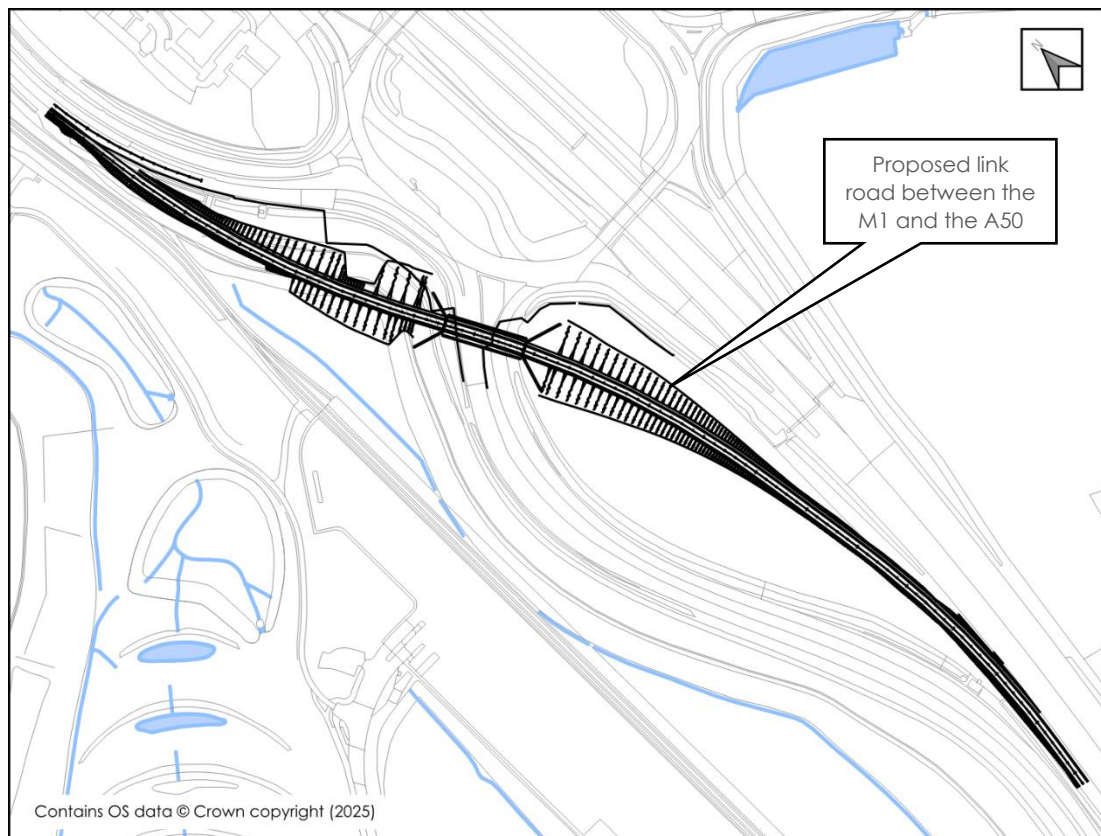 N
Proposed link
road between the
M1 and the A50
Contains OS data © Crown copyright (2025)